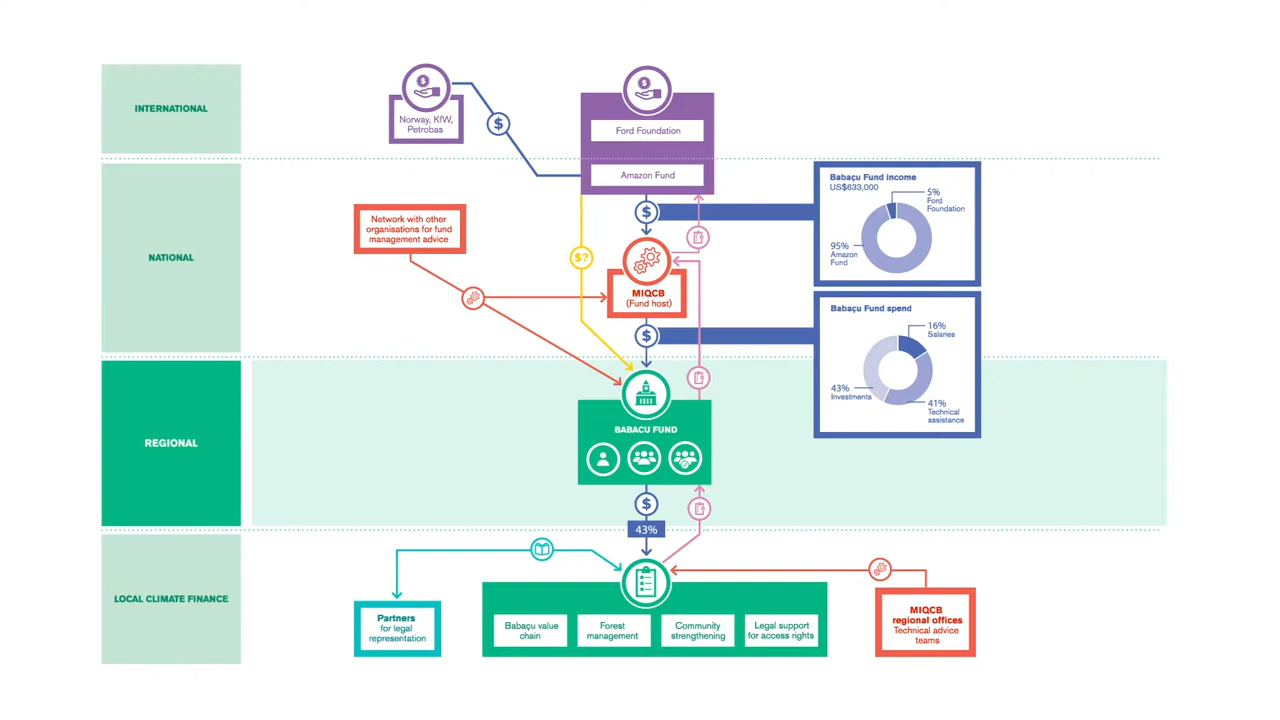 INTERNATIONAL
Norway, KfW,
Petrobas
$
$
$
Ford Foundation
Amazon Fund
NATIONAL
Network with other
organisations for fund
management advice
$?
$
MIQCB
(Fund host)
$
Babaçu Fund income
US$633,000
5%
Ford
Foundation
95%
Amazon
Fund
Babaçu Fund spend
16%
Salaries
43%
Investments
41%
Technical
assistance
REGIONAL
BABACU FUND
$
43%
LOCAL CLIMATE FINANCE
Partners
for legal
representation
Babaçu value
chain
Forest
management
Community
strengthening
Legal support
for access rights
MIQCB
regional offices
Technical advice
teams